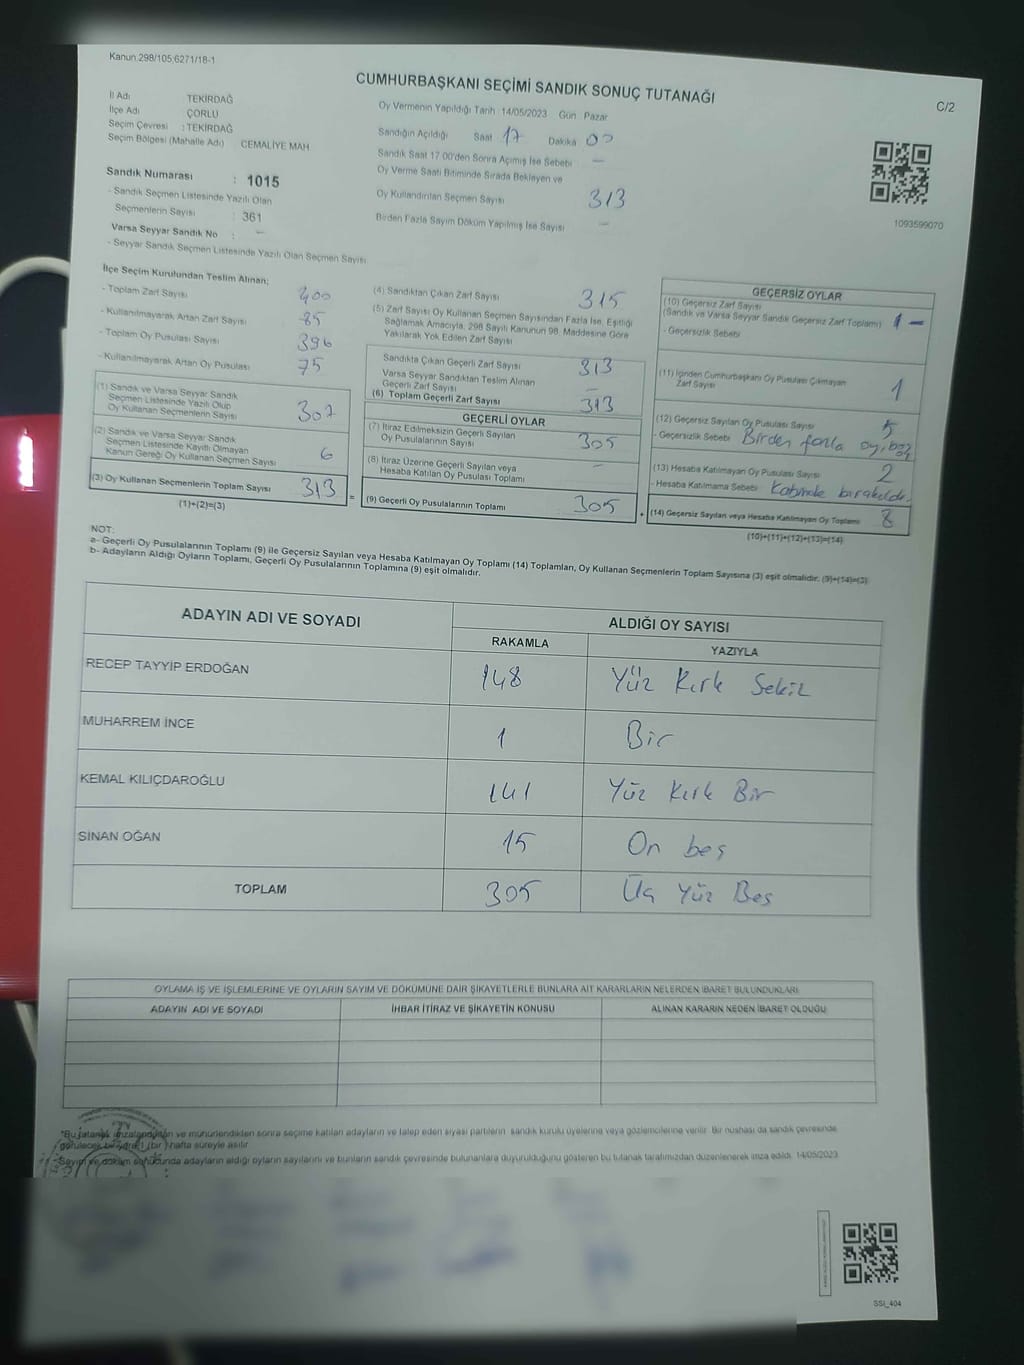 Kanun:298/105;6271/18-1
CUMHURBAŞKANI SEÇİMİ SANDIK SONUÇ TUTANAĞI
C/2
İl Adı TEKİRDAĞ
İlçe Adı ÇORLU
Seçim Çevresi : TEKİRDAĞ
Seçim Bölgesi (Mahalle Adı) CEMALİYE MAH
Sandık Numarası : 1015
- Sandık Seçmen Listesinde Yazılı Olan
Seçmenlerin Sayısı : 361
Varsa Seyyar Sandık No : -
- Seyyar Sandık Seçmen Listesinde Yazılı Olan Seçmen Sayısı
Oy Vermenin Yapıldığı Tarih : 14/05/2023 Gün Pazar
Sandığın Açıldığı Saat 17 Dakika 00
Sandık Saat 17:00'den Sonra Açılmış İse Sebebi -
Oy Verme Saati Bitiminde Sırada Bekleyen ve
Oy Kullandırılan Seçmen Sayısı 313
Birden Fazla Sayım Döküm Yapılmış İse Sayısı -
1093599070
İlçe Seçim Kurulundan Teslim Alınan;
- Toplam Zarf Sayısı 400
- Kullanılmayarak Artan Zarf Sayısı 85
- Toplam Oy Pusulası Sayısı 396
- Kullanılmayarak Artan Oy Pusulası 75
(1) Sandık ve Varsa Seyyar Sandık
Seçmen Listesinde Yazılı Olup
Oy Kullanan Seçmenlerin Sayısı 307
(2) Sandık ve Varsa Seyyar Sandık
Seçmen Listesinde Kayıtlı Olmayan
Kanun Gereği Oy Kullanan Seçmen Sayısı 6
(3) Oy Kullanan Seçmenlerin Toplam Sayısı 313 =
(1)+(2)=(3)
(4) Sandıktan Çıkan Zarf Sayısı 315
(5) Zarf Sayısı Oy Kullanan Seçmen Sayısından Fazla İse, Eşitliği
Sağlamak Amacıyla, 298 Sayılı Kanunun 98. Maddesine Göre
Yakılarak Yok Edilen Zarf Sayısı
Sandıkta Çıkan Geçerli Zarf Sayısı 313
Varsa Seyyar Sandıktan Teslim Alınan
Geçerli Zarf Sayısı -
(6) Toplam Geçerli Zarf Sayısı 313
GEÇERLİ OYLAR
(7) İtiraz Edilmeksizin Geçerli Sayılan
Oy Pusulalarının Sayısı 305
(8) İtiraz Üzerine Geçerli Sayılan veya
Hesaba Katılan Oy Pusulası Toplamı -
(9) Geçerli Oy Pusulalarının Toplamı 305 +
GEÇERSİZ OYLAR
(10) Geçersiz Zarf Sayısı
(Sandık ve Varsa Seyyar Sandık Geçersiz Zarf Toplamı)
- Geçersizlik Sebebi
(11) İçinden Cumhurbaşkanı Oy Pusulası Çıkmayan
Zarf Sayısı 1
(12) Geçersiz Sayılan Oy Pusulası Sayısı 5
- Geçersizlik Sebebi Birden fazla oy, boş oy
(13) Hesaba Katılmayan Oy Pusulası Sayısı 2
- Hesaba Katılmama Sebebi Kabinde bırakıldı.
(14) Geçersiz Sayılan veya Hesaba Katılmayan Oy Toplamı 8
(10)+(11)+(12)+(13)=(14)
NOT:
a- Geçerli Oy Pusulalarının Toplamı (9) ile Geçersiz Sayılan veya Hesaba Katılmayan Oy Toplamı (14) Toplamları, Oy Kullanan Seçmenlerin Toplam Sayısına (3) eşit olmalıdır. (9)+(14)=(3)
b- Adayların Aldığı Oyların Toplamı, Geçerli Oy Pusulalarının Toplamına (9) eşit olmalıdır.
ADAYIN ADI VE SOYADI
ALDIĞI OY SAYISI
RAKAMLA YAZIYLA
RECEP TAYYİP ERDOĞAN 148 Yüz Kırk Sekiz
MUHARREM İNCE 1 Bir
KEMAL KILIÇDAROĞLU 141 Yüz Kırk Bir
SİNAN OĞAN 15 On beş
TOPLAM 305 Üç Yüz Beş
OYLAMA İŞ VE İŞLEMLERİNE VE OYLARIN SAYIM VE DÖKÜMÜNE DAİR ŞİKAYETLERLE BUNLARA AİT KARARLARIN NELERDEN İBARET BULUNDUKLARI
ADAYIN ADI VE SOYADI İHBAR İTİRAZ VE ŞİKAYETİN KONUSU ALINAN KARARIN NEDEN İBARET OLDUĞU
*Bu tutanak imzalandıktan ve mühürlendikten sonra seçime katılan adayların ve talep eden siyasi partilerin sandık kurulu üyelerine veya gözlemcilerine verilir. Bir nüshası da sandık çevresinde
görülecek bir yere 1 (bir) hafta süreyle asılır.
*Sayım ve döküm sonucunda adayların aldığı oyların sayılarını ve bunların sandık çevresinde bulunanlara duyurulduğunu gösteren bu tutanak tarafımızdan düzenlenerek imza edildi. 14/05/2023
SSI_404